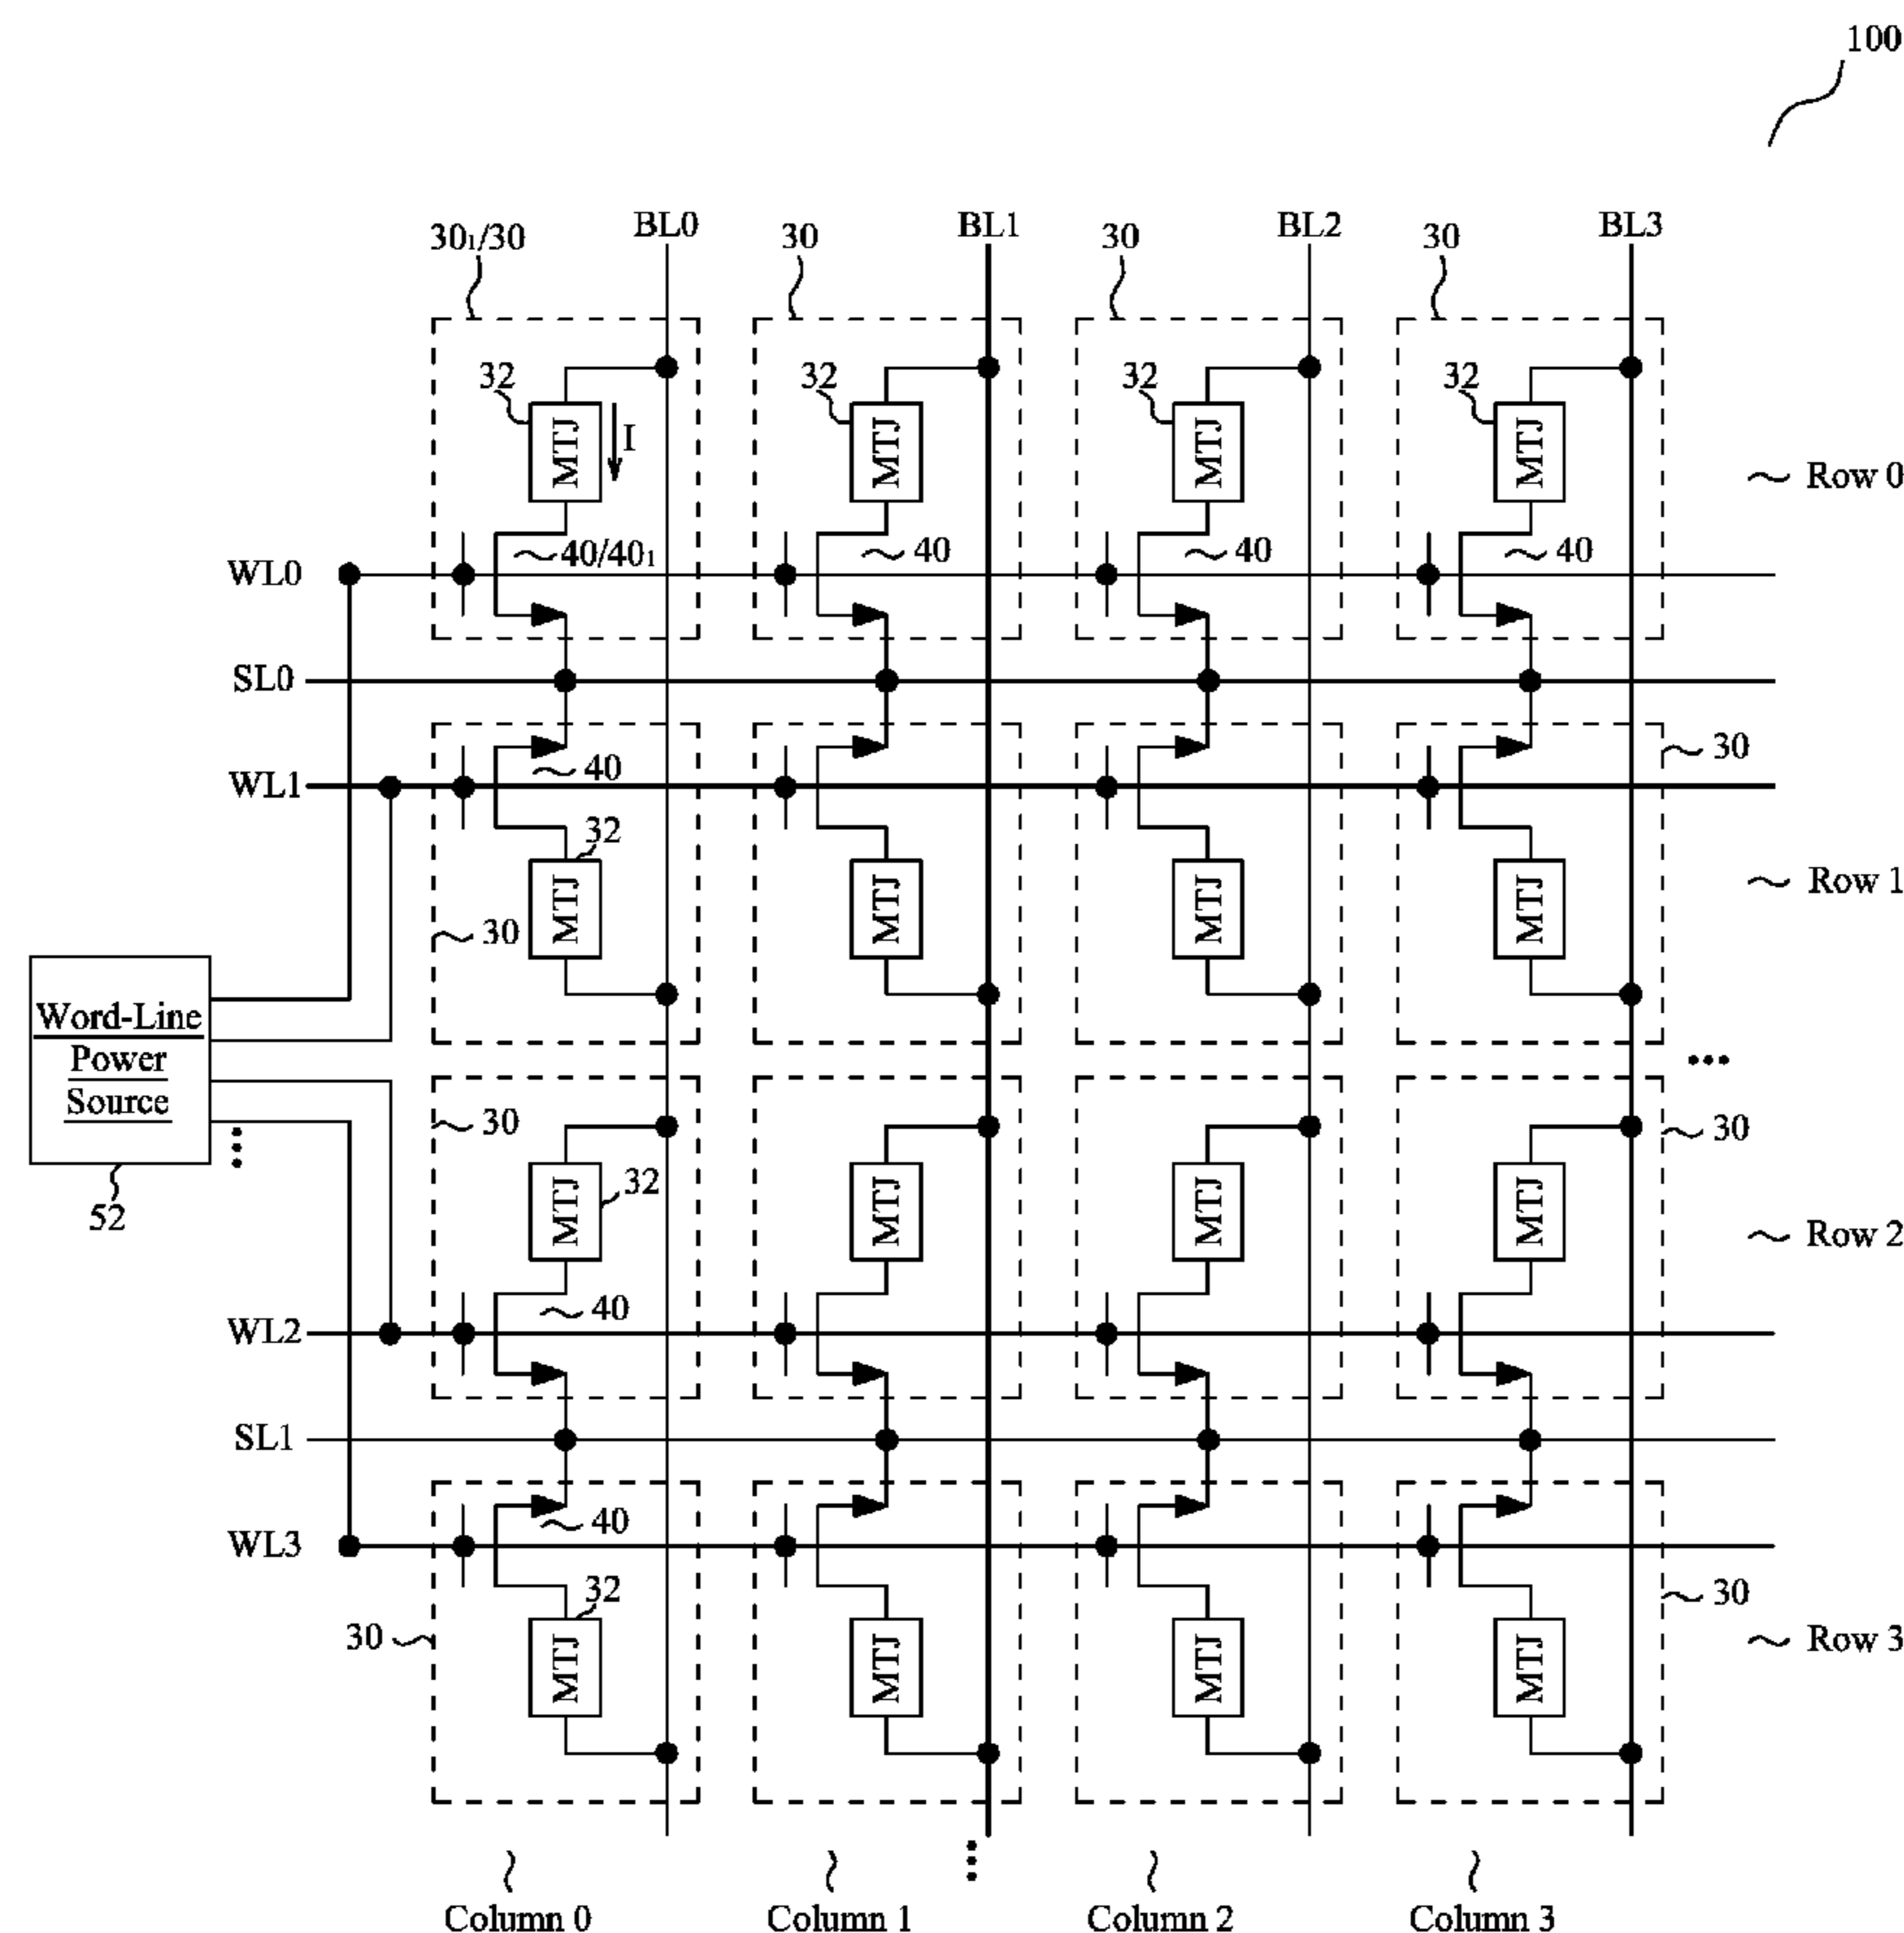 100
30₁/30 BL0 30 BL1 30 BL2 30 BL3
32 32 32 32
MTJ I MTJ MTJ MTJ
Row 0
40/40₁ 40 40 40
WL0
SL0
30
40
WL1
32
MTJ MTJ MTJ MTJ
Row 1
30
Word-Line
Power
Source
52
...
...
30 30
32
MTJ MTJ MTJ MTJ
Row 2
40
WL2
SL1
40
WL3
32 30
30
MTJ MTJ MTJ MTJ
Row 3
...
Column 0 Column 1 Column 2 Column 3